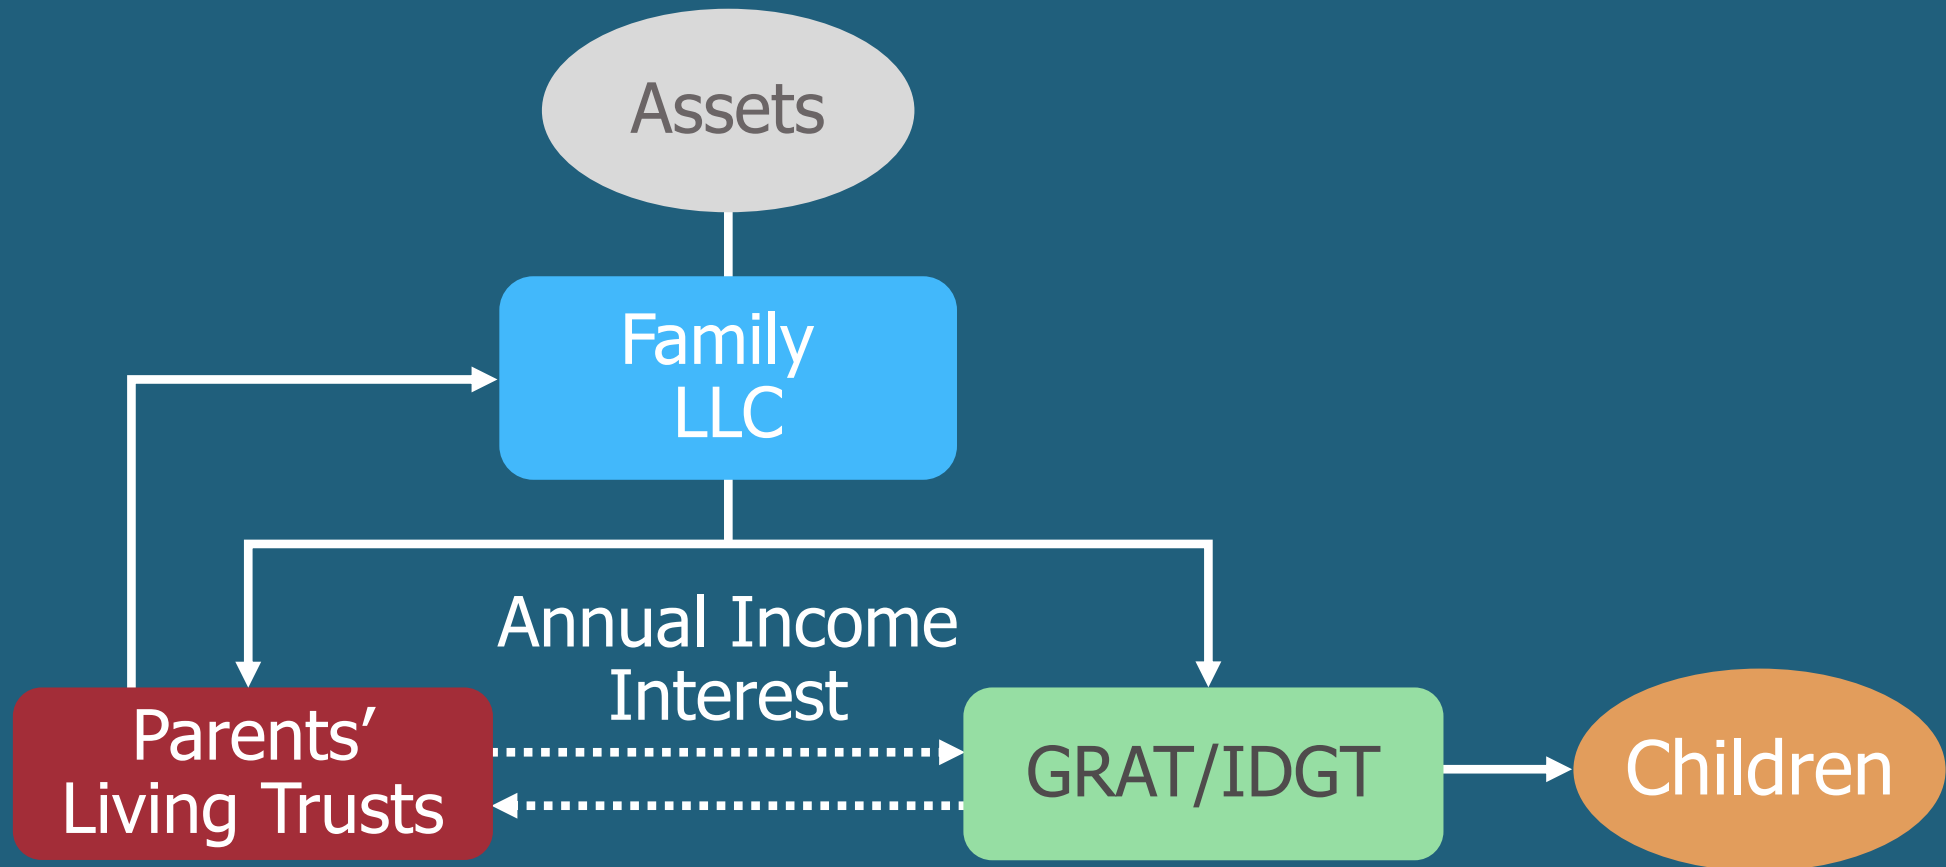 Assets
Family
LLC
Annual Income
Interest
Parents’
Living Trusts
GRAT/IDGT
Children